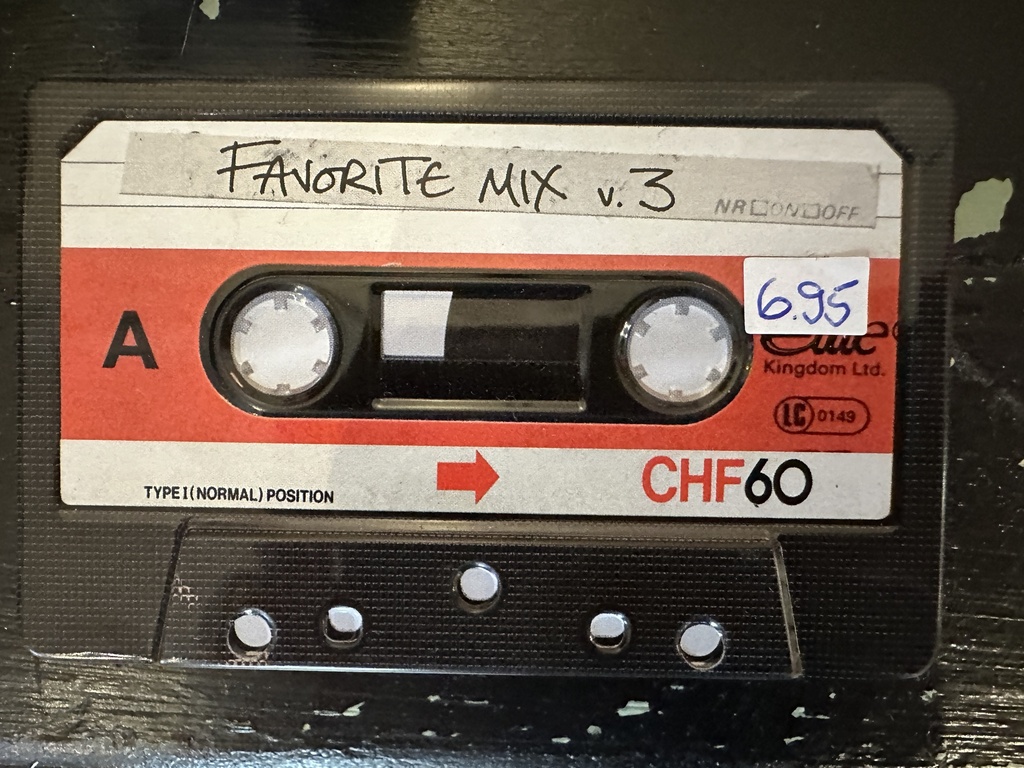 FAVORITE MIX v.3
NR □ON □OFF
6.95
A
Kingdom Ltd.
LC 0149
TYPE I (NORMAL) POSITION
CHF60